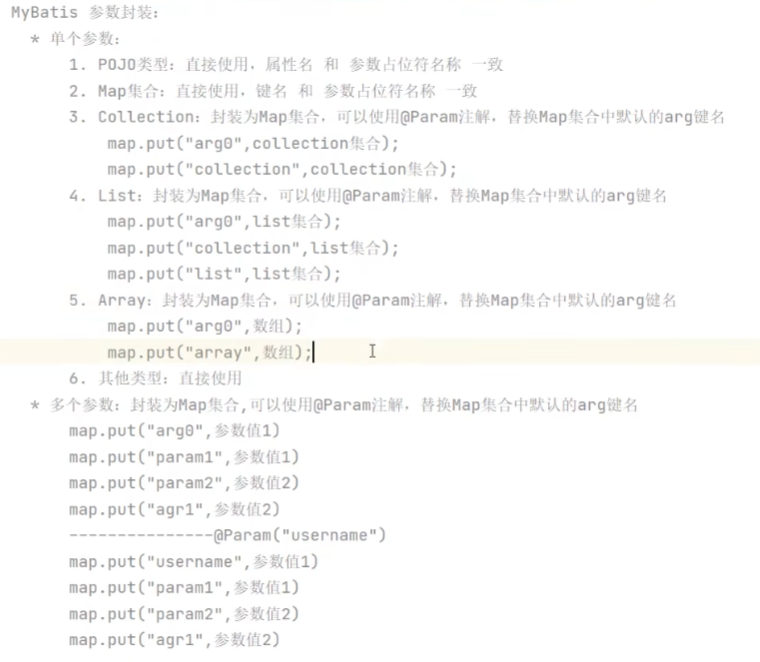 MyBatis 参数封装:
* 单个参数:
1. POJO类型: 直接使用, 属性名 和 参数占位符名称 一致
2. Map集合: 直接使用, 键名 和 参数占位符名称 一致
3. Collection: 封装为Map集合, 可以使用@Param注解, 替换Map集合中默认的arg键名
map.put("arg0",collection集合);
map.put("collection",collection集合);
4. List: 封装为Map集合, 可以使用@Param注解, 替换Map集合中默认的arg键名
map.put("arg0",list集合);
map.put("collection",list集合);
map.put("list",list集合);
5. Array: 封装为Map集合, 可以使用@Param注解, 替换Map集合中默认的arg键名
map.put("arg0",数组);
map.put("array",数组);
6. 其他类型: 直接使用
* 多个参数: 封装为Map集合,可以使用@Param注解, 替换Map集合中默认的arg键名
map.put("arg0",参数值1)
map.put("param1",参数值1)
map.put("param2",参数值2)
map.put("agr1",参数值2)
---------------@Param("username")
map.put("username",参数值1)
map.put("param1",参数值1)
map.put("param2",参数值2)
map.put("agr1",参数值2)